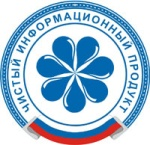 ЧИСТЫЙ ИНФОРМАЦИОННЫЙ ПРОДУКТ